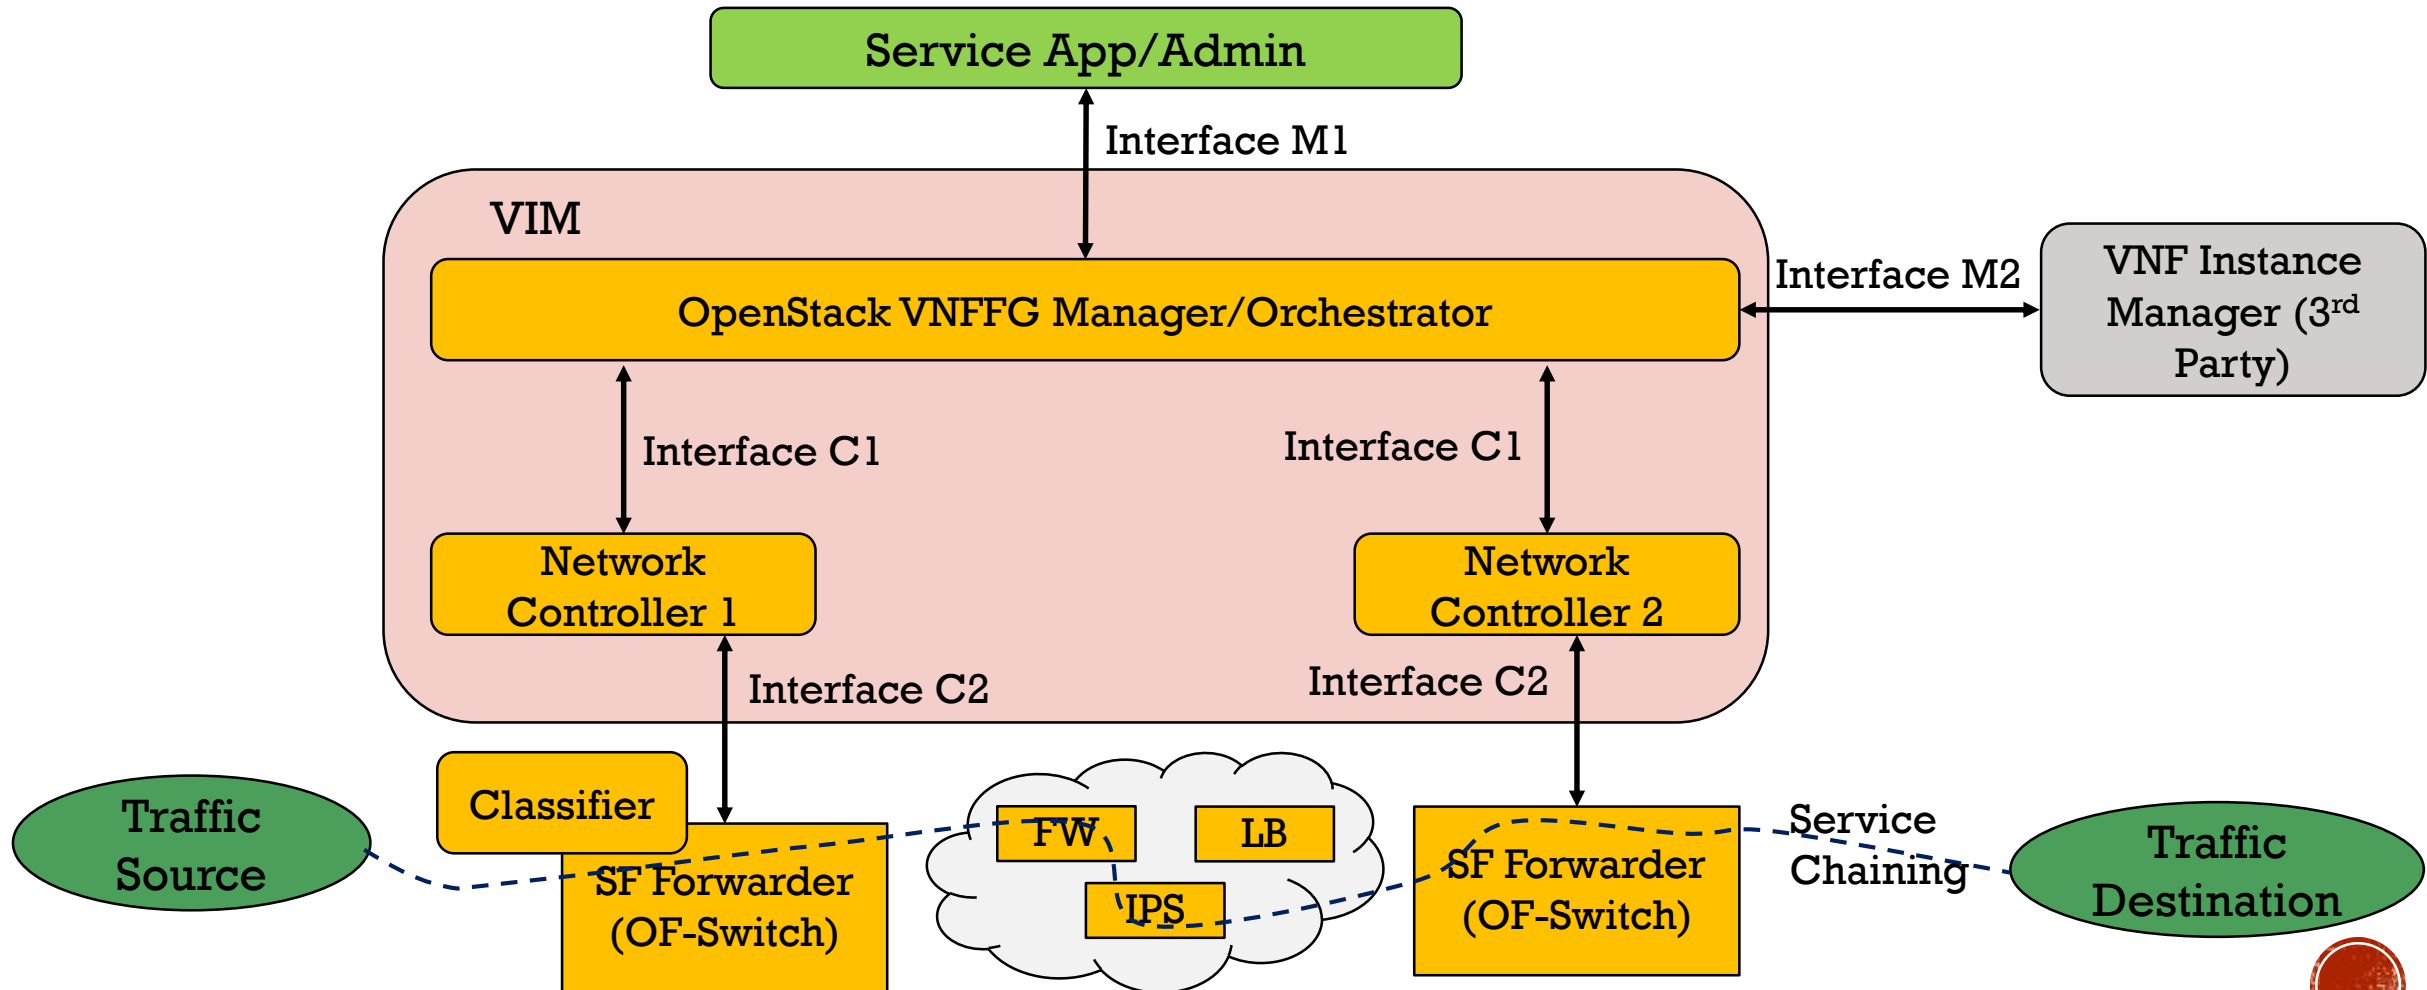 Service App/Admin
Interface M1
VIM
OpenStack VNFFG Manager/Orchestrator
Interface M2
VNF Instance
Manager (3rd
Party)
Interface C1
Interface C1
Network
Controller 1
Network
Controller 2
Interface C2
Interface C2
Traffic
Source
Classifier
SF Forwarder
(OF-Switch)
FW
LB
IPS
SF Forwarder
(OF-Switch)
Service
Chaining
Traffic
Destination